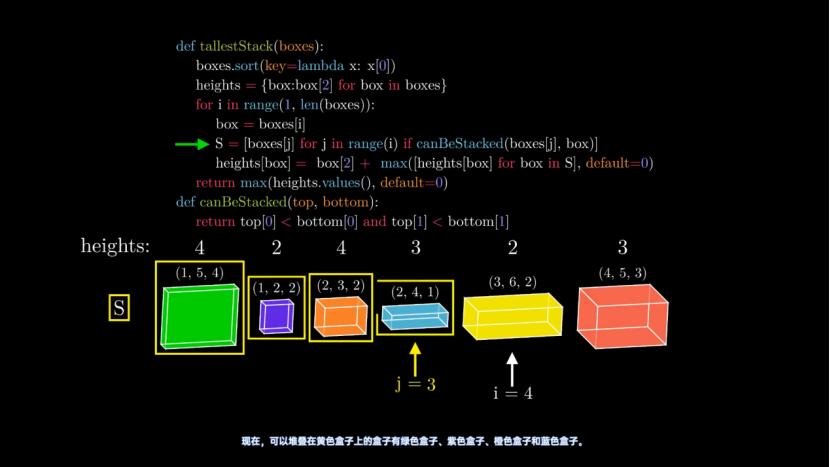 def tallestStack(boxes):
boxes.sort(key=lambda x: x[0])
heights = {box:box[2] for box in boxes}
for i in range(1, len(boxes)):
box = boxes[i]
S = [boxes[j] for j in range(i) if canBeStacked(boxes[j], box)]
heights[box] = box[2] + max([heights[box] for box in S], default=0)
return max(heights.values(), default=0)
def canBeStacked(top, bottom):
return top[0] < bottom[0] and top[1] < bottom[1]
heights: 4 2 4 3 2 3
(1, 5, 4) (1, 2, 2) (2, 3, 2) (2, 4, 1) (3, 6, 2) (4, 5, 3)
S
j = 3
i = 4
现在，可以堆叠在黄色盒子上的盒子有绿色盒子、紫色盒子、橙色盒子和蓝色盒子。